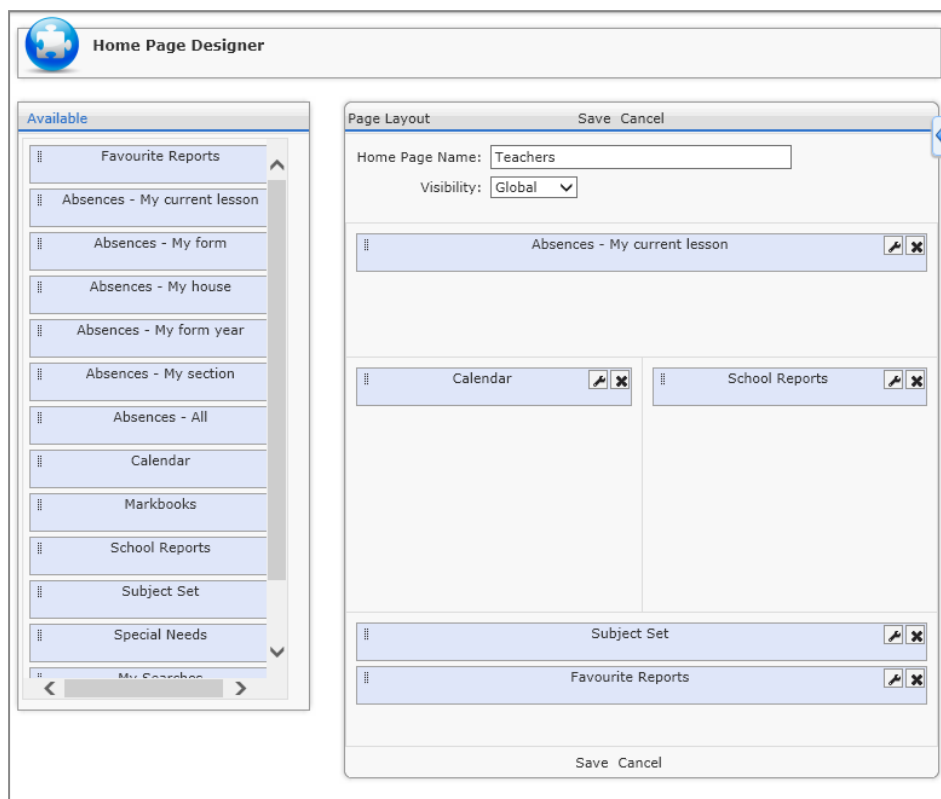 Home Page Designer
Available
Favourite Reports
Absences - My current lesson
Absences - My form
Absences - My house
Absences - My form year
Absences - My section
Absences - All
Calendar
Markbooks
School Reports
Subject Set
Special Needs
My Searches
Page Layout Save Cancel
Home Page Name: Teachers
Visibility: Global
Absences - My current lesson
Calendar School Reports
Subject Set
Favourite Reports
Save Cancel